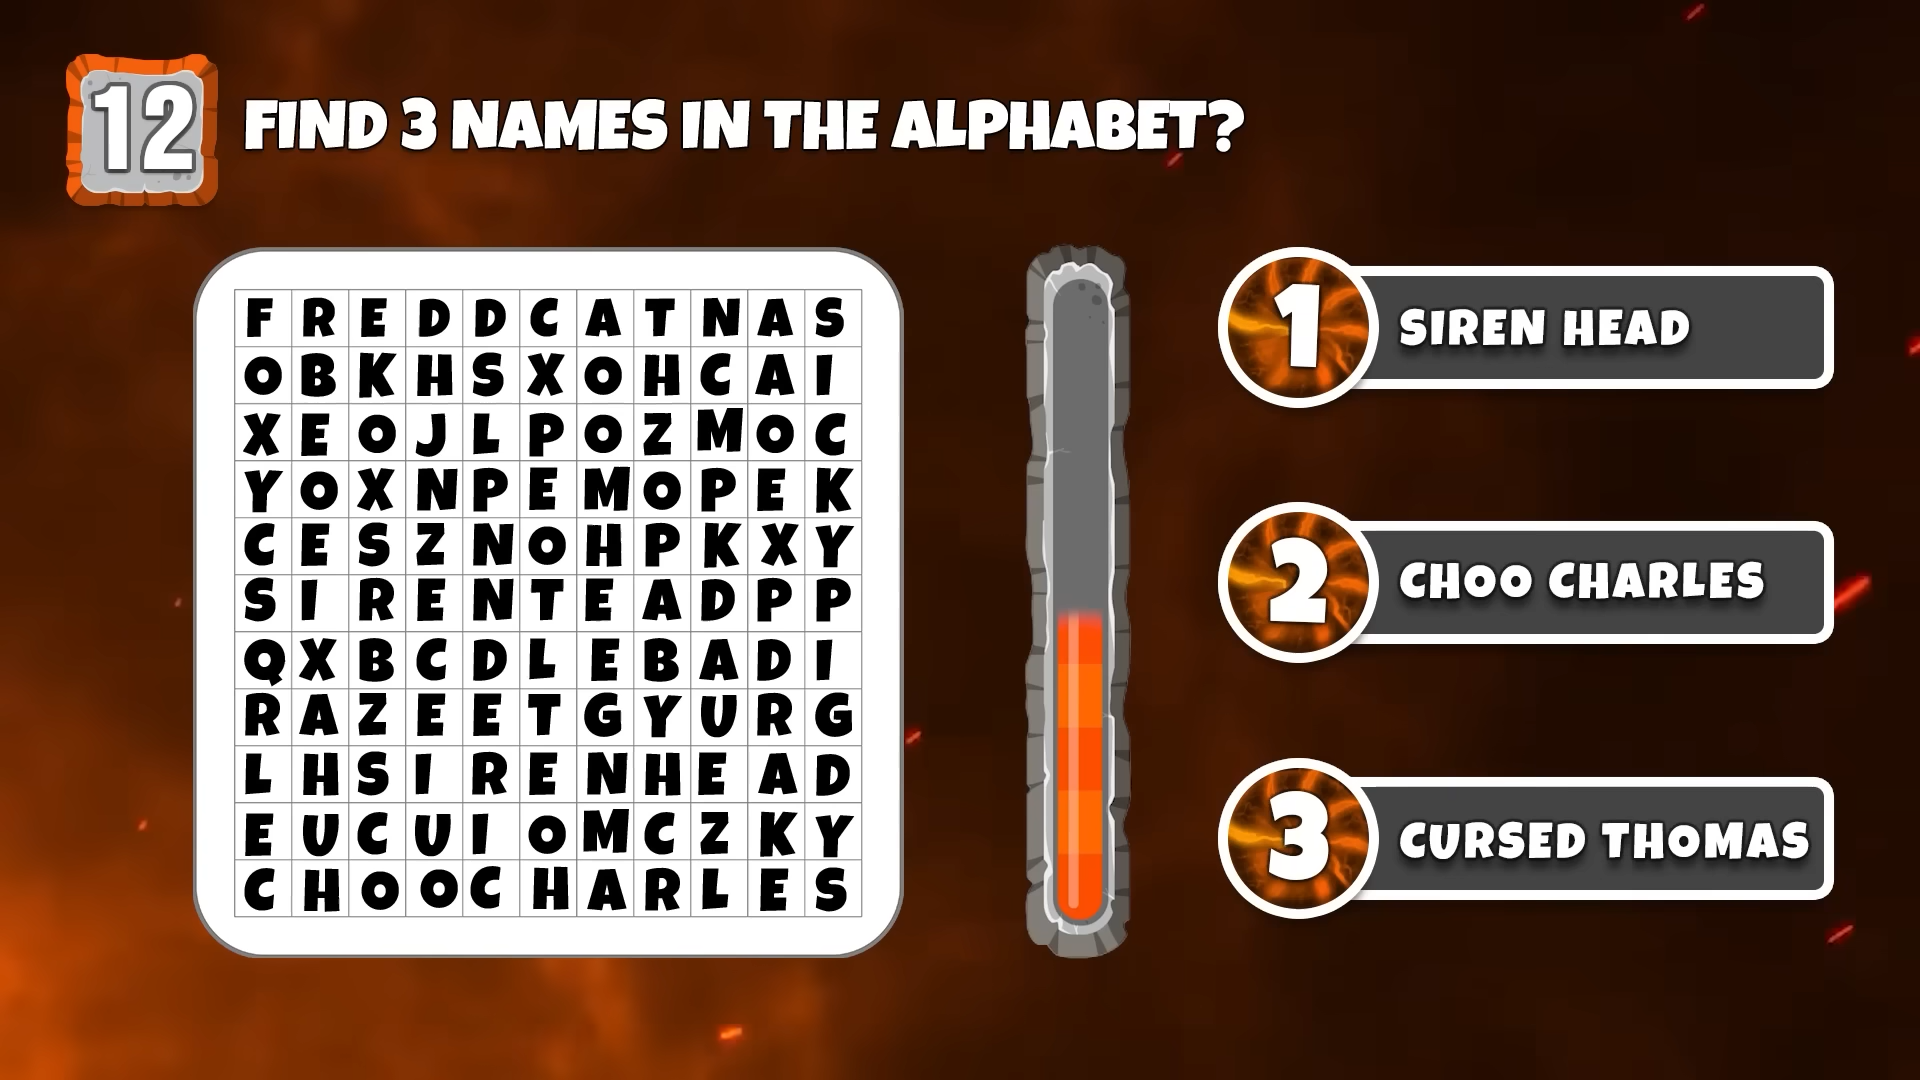 12
FIND 3 NAMES IN THE ALPHABET?
F R E D D C A T N A S
O B K H S X O H C A I
X E O J L P O Z M O C
Y O X N P E M O P E K
C E S Z N O H P K X Y
S I R E N T E A D P P
Q X B C D L E B A D I
R A Z E E T G Y U R G
L H S I R E N H E A D
E U C U I O M C Z K Y
C H O O C H A R L E S
1 SIREN HEAD
2 CHOO CHARLES
3 CURSED THOMAS